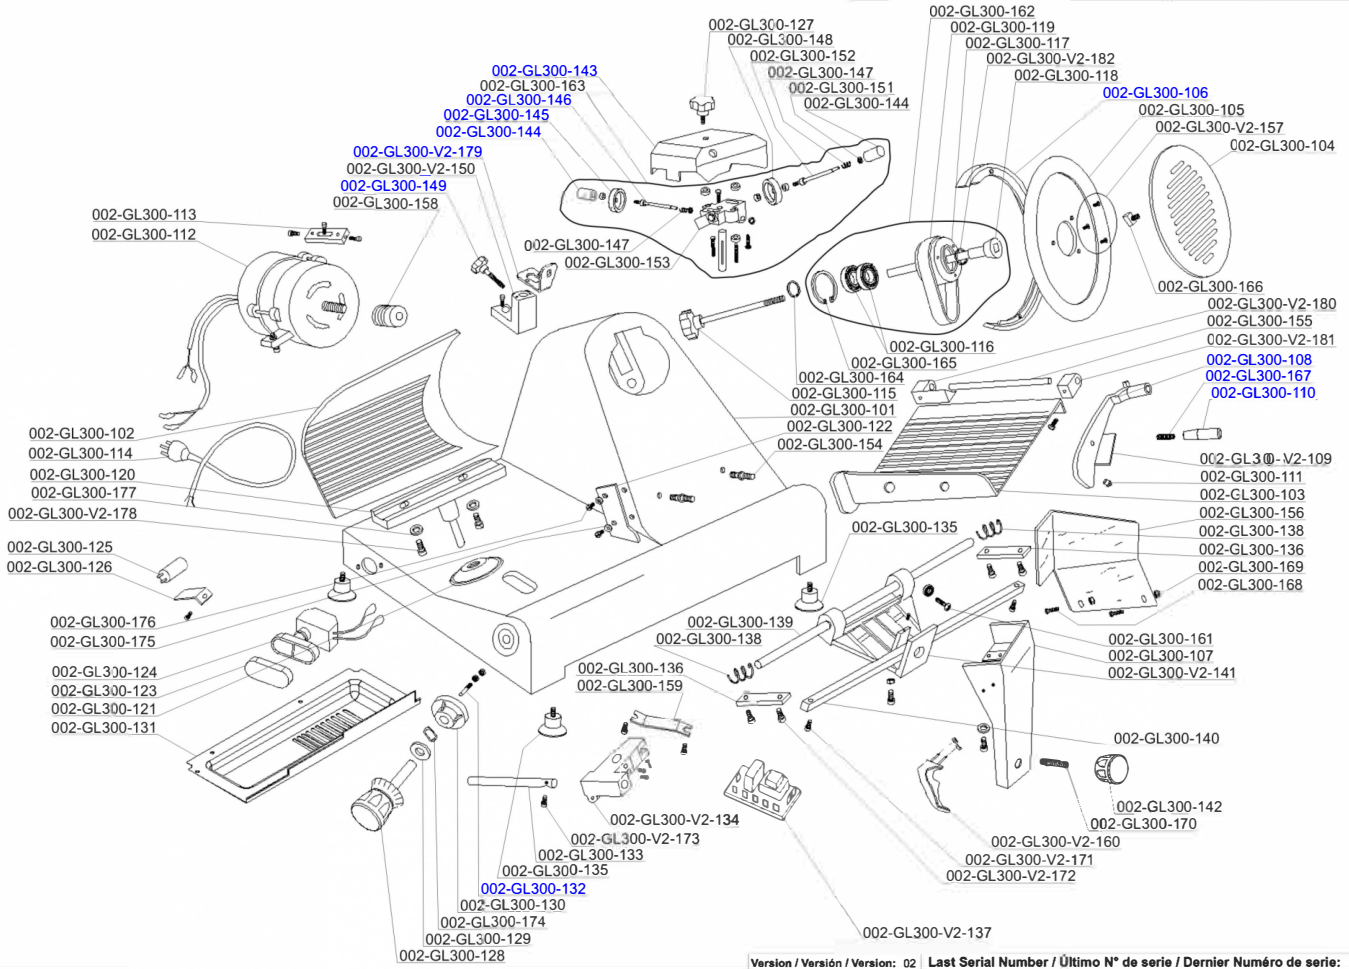 002-GL300-127
002-GL300-148
002-GL300-152
002-GL300-147
002-GL300-151
002-GL300-144
002-GL300-162
002-GL300-119
002-GL300-117
002-GL300-V2-182
002-GL300-118
002-GL300-106
002-GL300-105
002-GL300-V2-157
002-GL300-104
002-GL300-143
002-GL300-163
002-GL300-146
002-GL300-145
002-GL300-144
002-GL300-V2-179
002-GL300-V2-150
002-GL300-149
002-GL300-158
002-GL300-113
002-GL300-112
002-GL300-147
002-GL300-153
002-GL300-166
002-GL300-V2-180
002-GL300-155
002-GL300-V2-181
002-GL300-108
002-GL300-167
002-GL300-110
002-GL300-116
002-GL300-165
002-GL300-164
002-GL300-115
002-GL300-101
002-GL300-122
002-GL300-154
002-GL300-102
002-GL300-114
002-GL300-120
002-GL300-177
002-GL300-V2-178
002-GL300-125
002-GL300-126
002-GL300-176
002-GL300-175
002-GL300-124
002-GL300-123
002-GL300-121
002-GL300-131
002-GL300-V2-109
002-GL300-111
002-GL300-103
002-GL300-156
002-GL300-138
002-GL300-136
002-GL300-169
002-GL300-168
002-GL300-135
002-GL300-139
002-GL300-138
002-GL300-136
002-GL300-159
002-GL300-161
002-GL300-107
002-GL300-V2-141
002-GL300-140
002-GL300-142
002-GL300-170
002-GL300-V2-160
002-GL300-V2-171
002-GL300-V2-172
002-GL300-V2-134
002-GL300-V2-173
002-GL300-133
002-GL300-135
002-GL300-132
002-GL300-130
002-GL300-174
002-GL300-129
002-GL300-128
002-GL300-V2-137
Version / Versión / Version: 02
Last Serial Number / Último N° de serie / Dernier Numéro de serie: